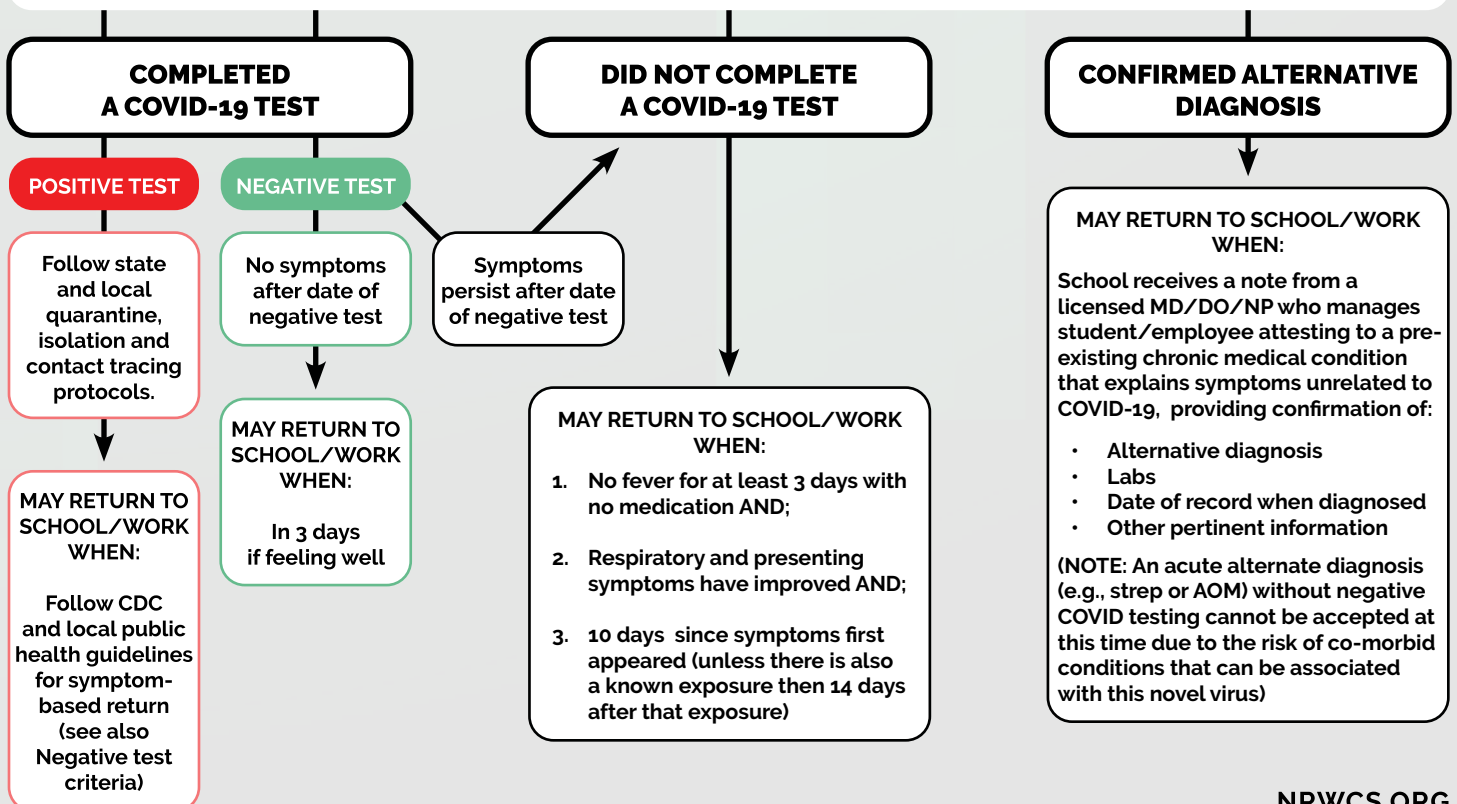 COMPLETED
A COVID-19 TEST
POSITIVE TEST
Follow state
and local
quarantine,
isolation and
contact tracing
protocols.
MAY RETURN TO
SCHOOL/WORK
WHEN:
Follow CDC
and local public
health guidelines
for symptom-
based return
(see also
Negative test
criteria)
NEGATIVE TEST
No symptoms
after date of
negative test
MAY RETURN TO
SCHOOL/WORK
WHEN:
In 3 days
if feeling well
Symptoms
persist after date
of negative test
DID NOT COMPLETE
A COVID-19 TEST
MAY RETURN TO SCHOOL/WORK
WHEN:
1. No fever for at least 3 days with
no medication AND;
2. Respiratory and presenting
symptoms have improved AND;
3. 10 days since symptoms first
appeared (unless there is also
a known exposure then 14 days
after that exposure)
CONFIRMED ALTERNATIVE
DIAGNOSIS
MAY RETURN TO SCHOOL/WORK
WHEN:
School receives a note from a
licensed MD/DO/NP who manages
student/employee attesting to a pre-
existing chronic medical condition
that explains symptoms unrelated to
COVID-19, providing confirmation of:
• Alternative diagnosis
• Labs
• Date of record when diagnosed
• Other pertinent information
(NOTE: An acute alternate diagnosis
(e.g., strep or AOM) without negative
COVID testing cannot be accepted at
this time due to the risk of co-morbid
conditions that can be associated
with this novel virus)